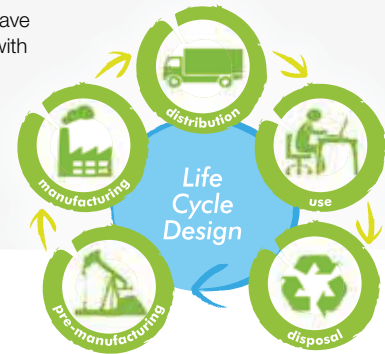 ave
with
distribution
manufacturing
use
Life
Cycle
Design
pre-manufacturing
disposal